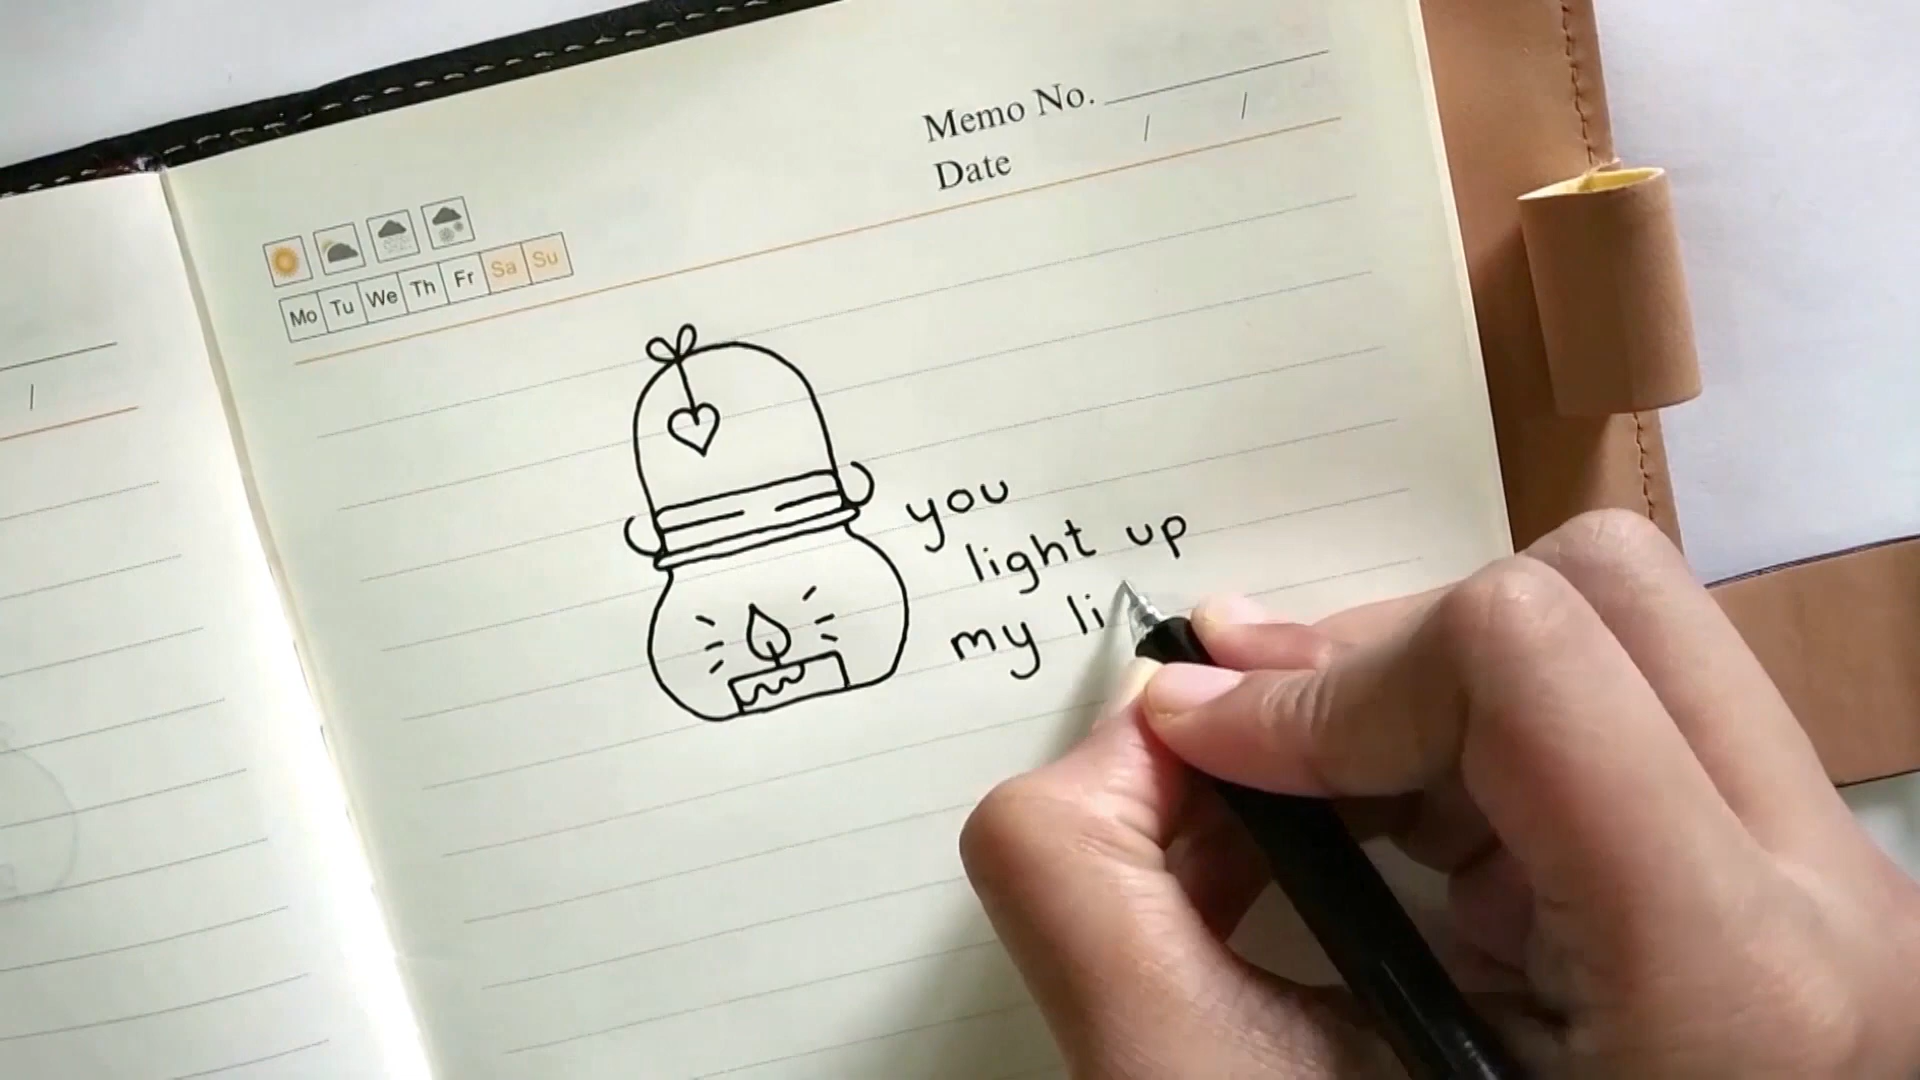 Memo No.
/ /
Date
Mo Tu We Th Fr Sa Su
/
you
light up
my li